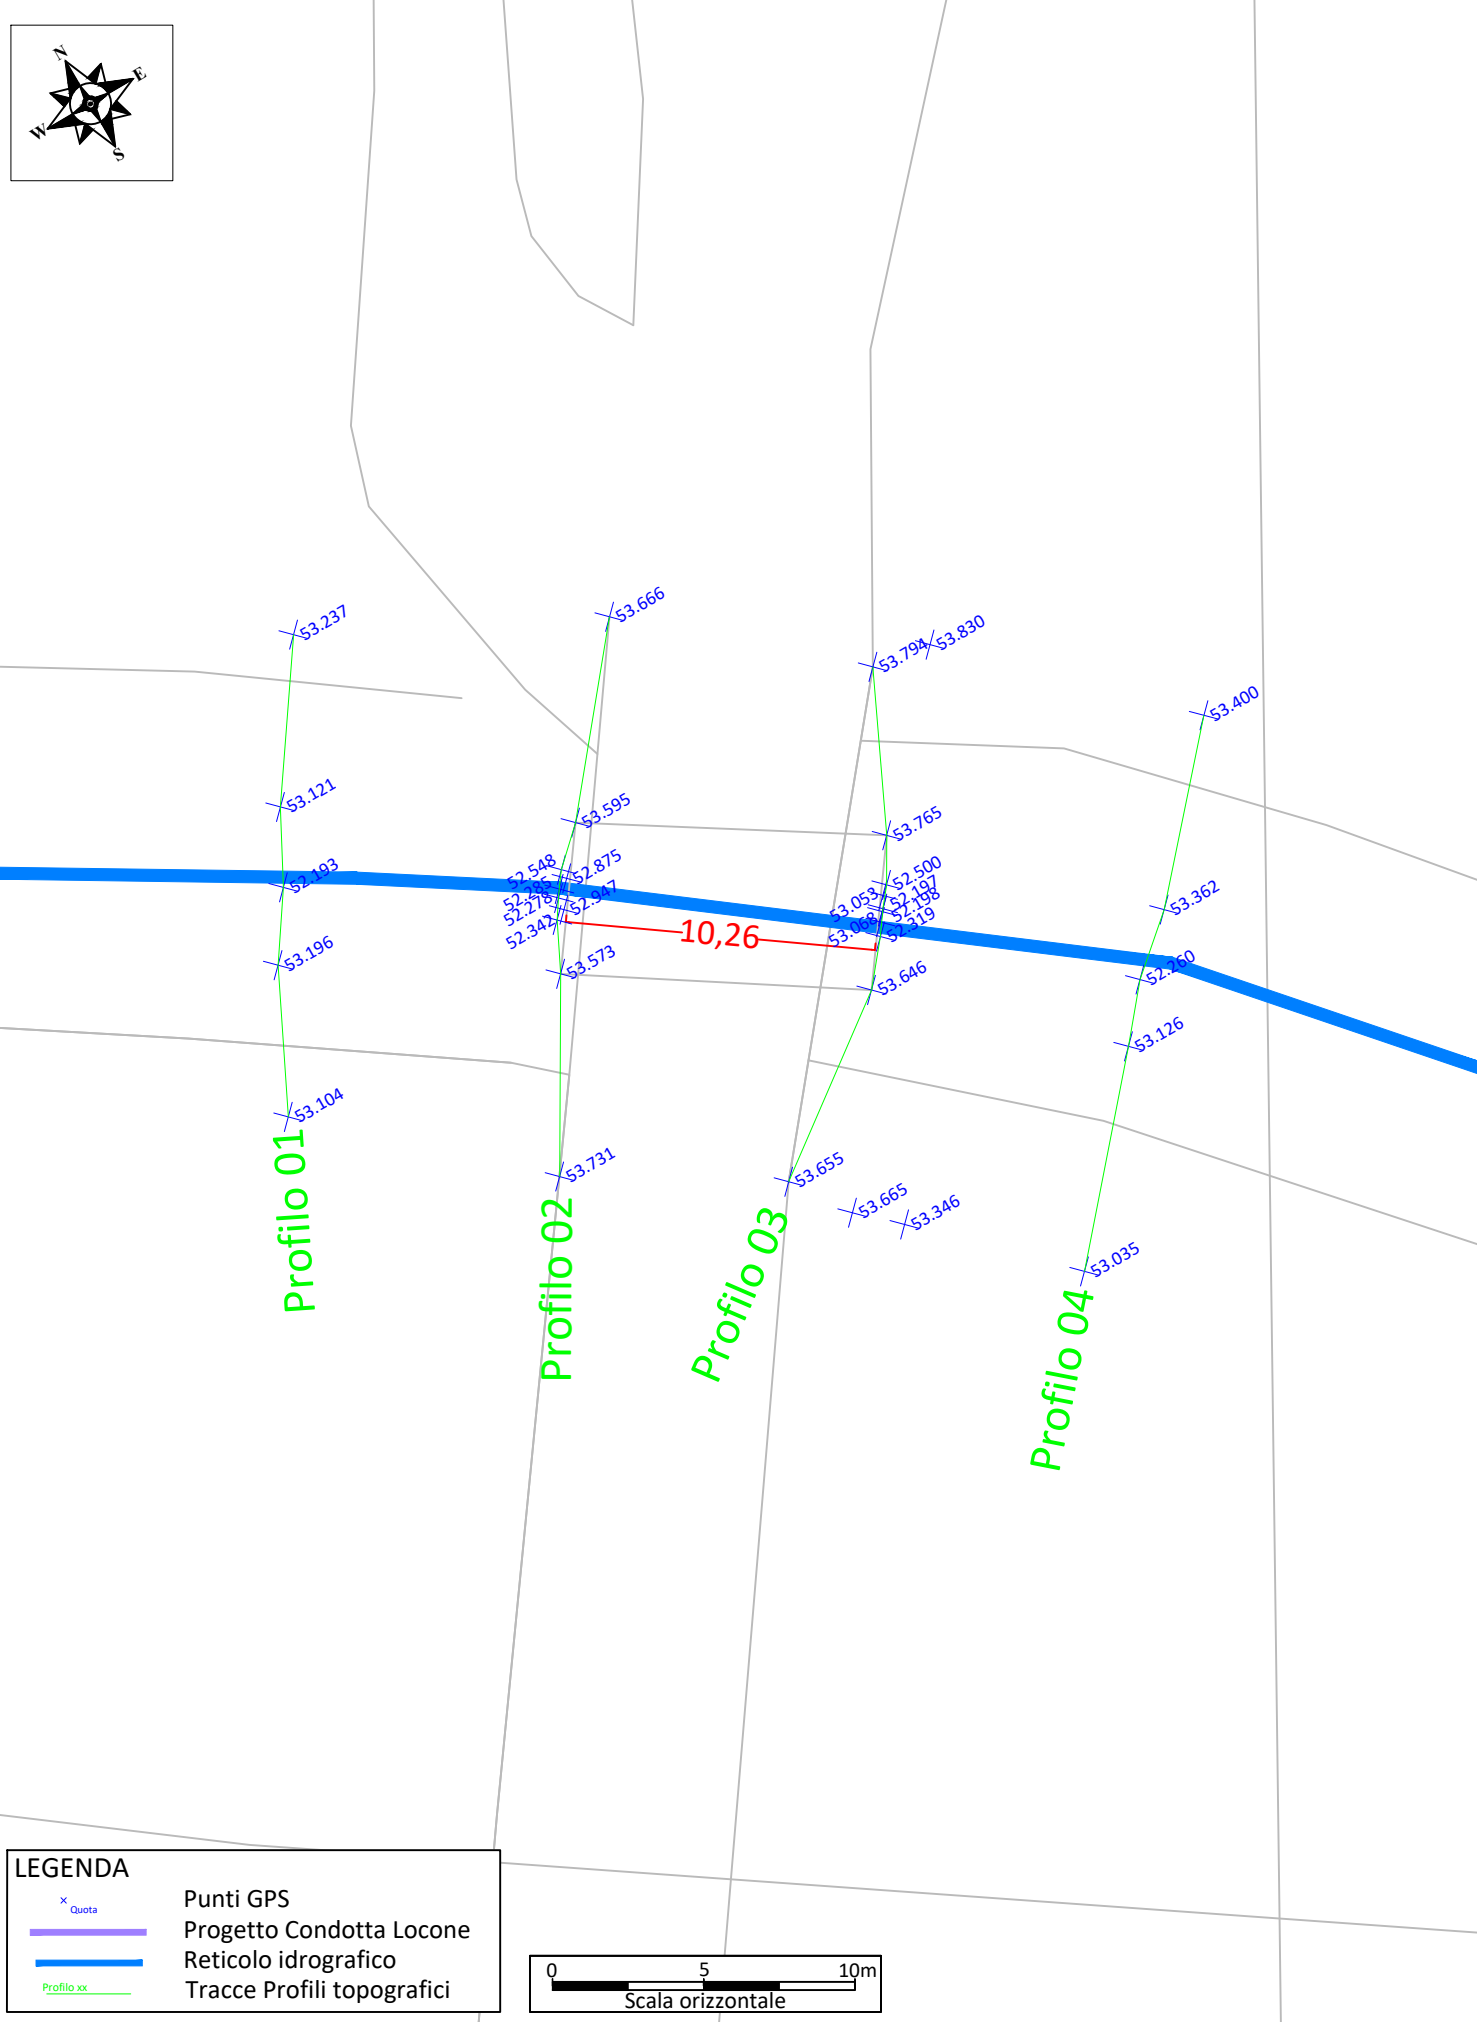 N
E
W
S
53.237
53.666
53.794
53.830
53.400
53.121
53.595
53.765
52.193
52.548
52.875
52.285
52.278
52.947
52.342
52.500
53.053
52.197
52.198
53.068
52.319
53.362
10,26
53.196
53.573
53.646
52.260
53.126
53.104
53.731
53.655
53.665
53.346
53.035
Profilo 01
Profilo 02
Profilo 03
Profilo 04
LEGENDA
Quota
Punti GPS
Progetto Condotta Locone
Reticolo idrografico
Profilo xx
Tracce Profili topografici
0 5 10m
Scala orizzontale